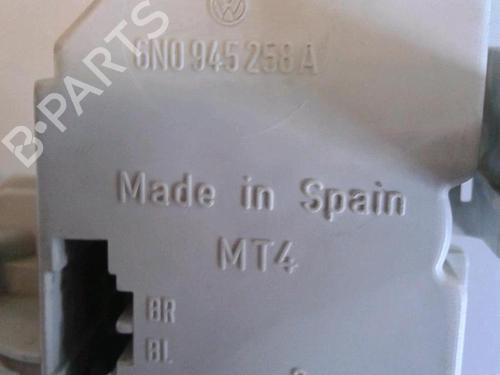 6N0 945 258 A
B-PARTS
Made in Spain
MT4
BR
BL